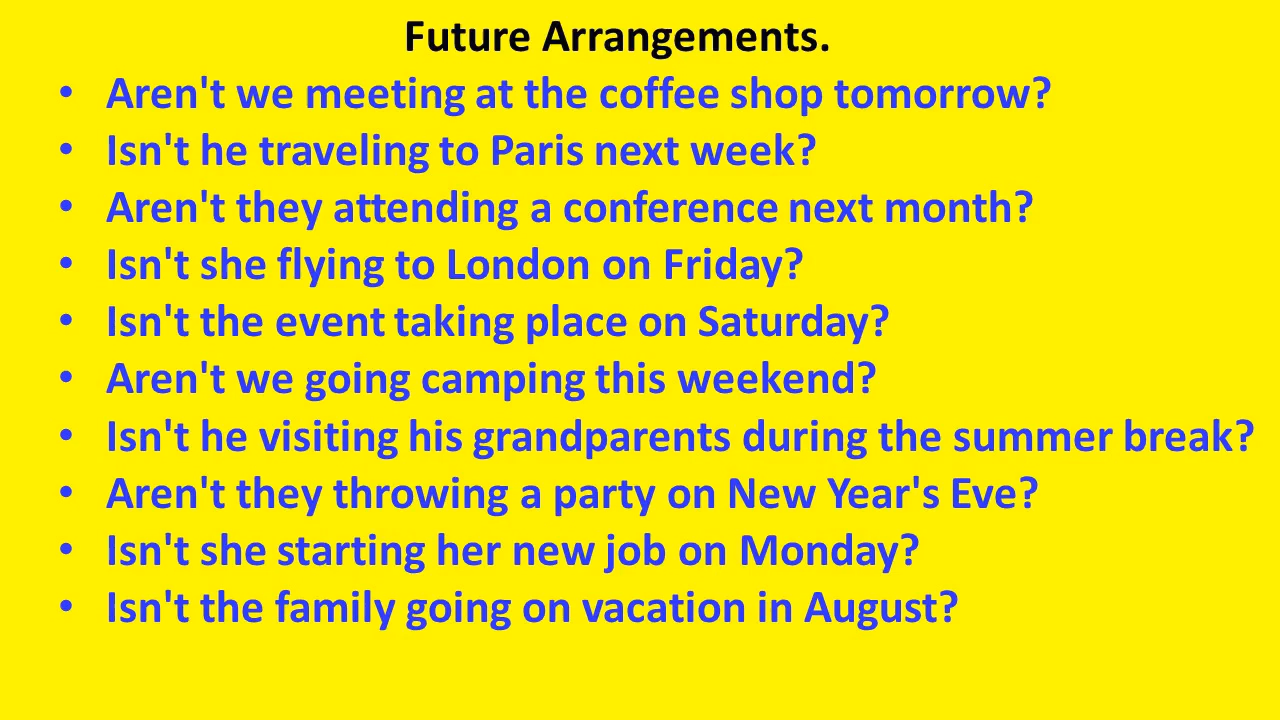 Future Arrangements.
• Aren't we meeting at the coffee shop tomorrow?
• Isn't he traveling to Paris next week?
• Aren't they attending a conference next month?
• Isn't she flying to London on Friday?
• Isn't the event taking place on Saturday?
• Aren't we going camping this weekend?
• Isn't he visiting his grandparents during the summer break?
• Aren't they throwing a party on New Year's Eve?
• Isn't she starting her new job on Monday?
• Isn't the family going on vacation in August?